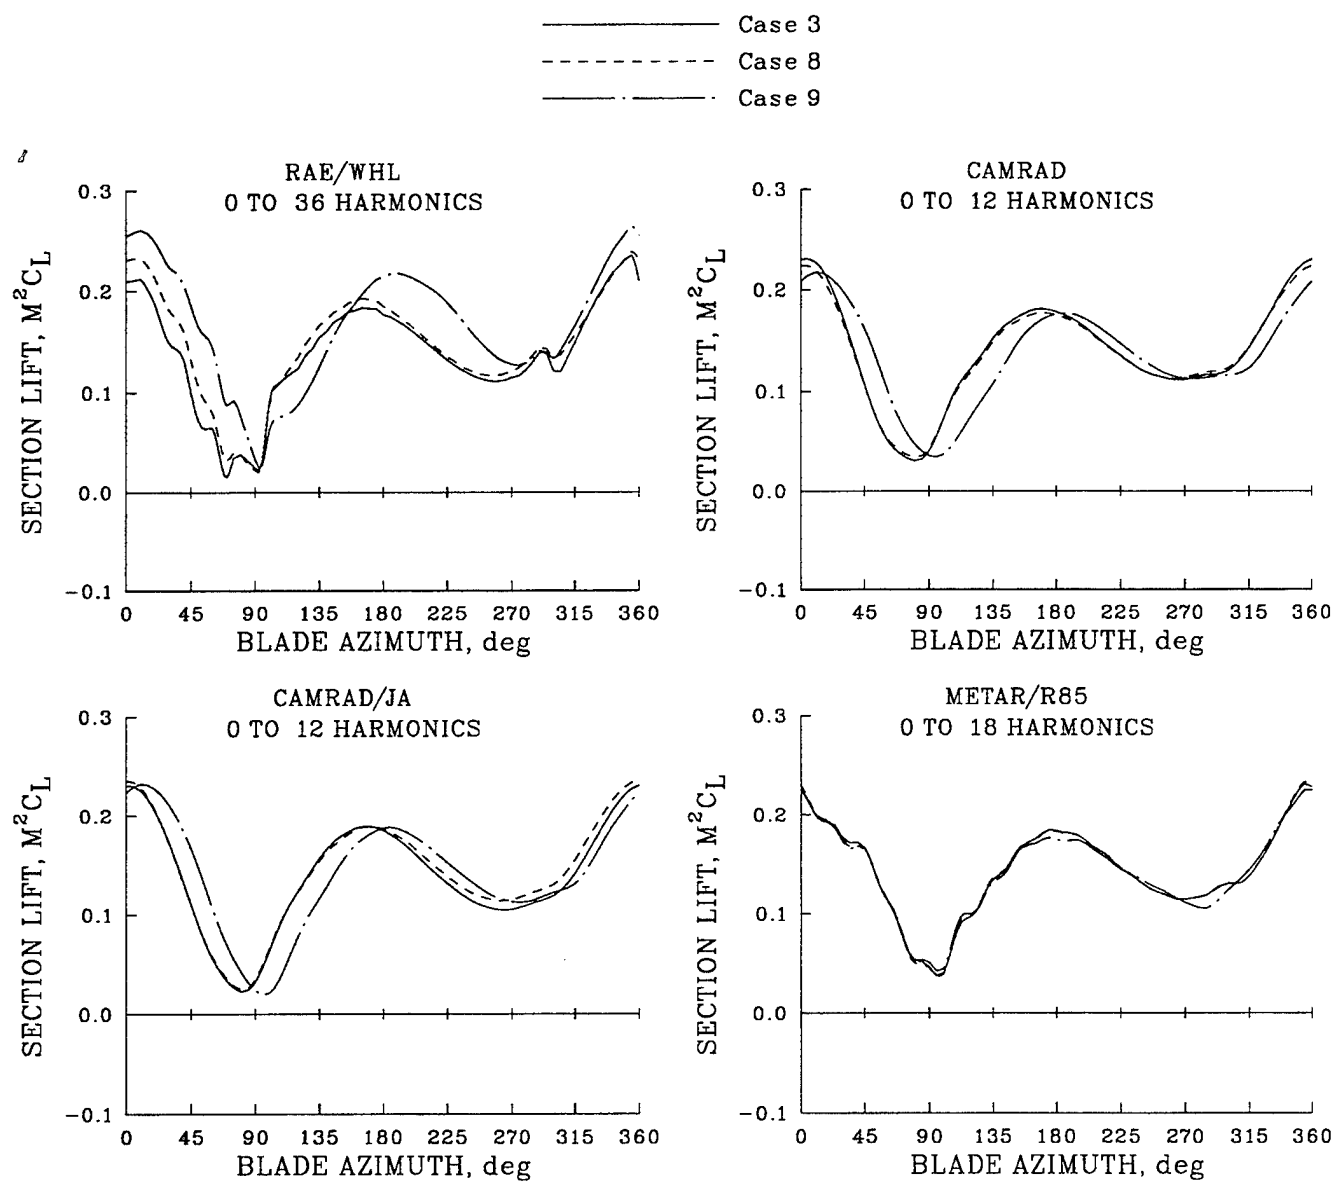 Case 3
Case 8
Case 9
RAE/WHL
0 TO 36 HARMONICS
0.3
0.2
0.1
0.0
−0.1
SECTION LIFT, M²CL
0 45 90 135 180 225 270 315 360
BLADE AZIMUTH, deg
CAMRAD
0 TO 12 HARMONICS
0.3
0.2
0.1
0.0
−0.1
SECTION LIFT, M²CL
0 45 90 135 180 225 270 315 360
BLADE AZIMUTH, deg
CAMRAD/JA
0 TO 12 HARMONICS
0.3
0.2
0.1
0.0
−0.1
SECTION LIFT, M²CL
0 45 90 135 180 225 270 315 360
BLADE AZIMUTH, deg
METAR/R85
0 TO 18 HARMONICS
0.3
0.2
0.1
0.0
−0.1
SECTION LIFT, M²CL
0 45 90 135 180 225 270 315 360
BLADE AZIMUTH, deg